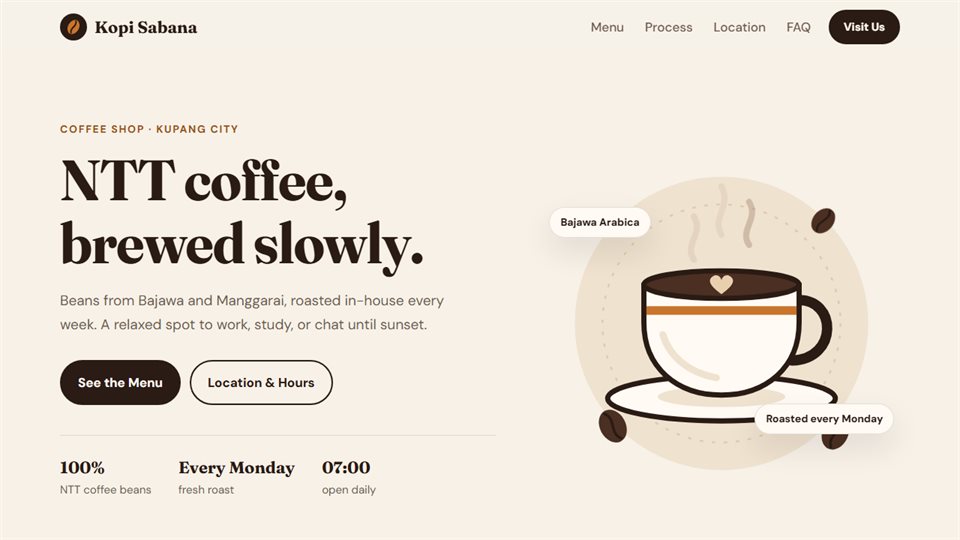 Kopi Sabana
Menu
Process
Location
FAQ
Visit Us
COFFEE SHOP · KUPANG CITY
NTT coffee,
brewed slowly.
Beans from Bajawa and Manggarai, roasted in-house every
week. A relaxed spot to work, study, or chat until sunset.
See the Menu
Location & Hours
100%
NTT coffee beans
Every Monday
fresh roast
07:00
open daily
Bajawa Arabica
Roasted every Monday